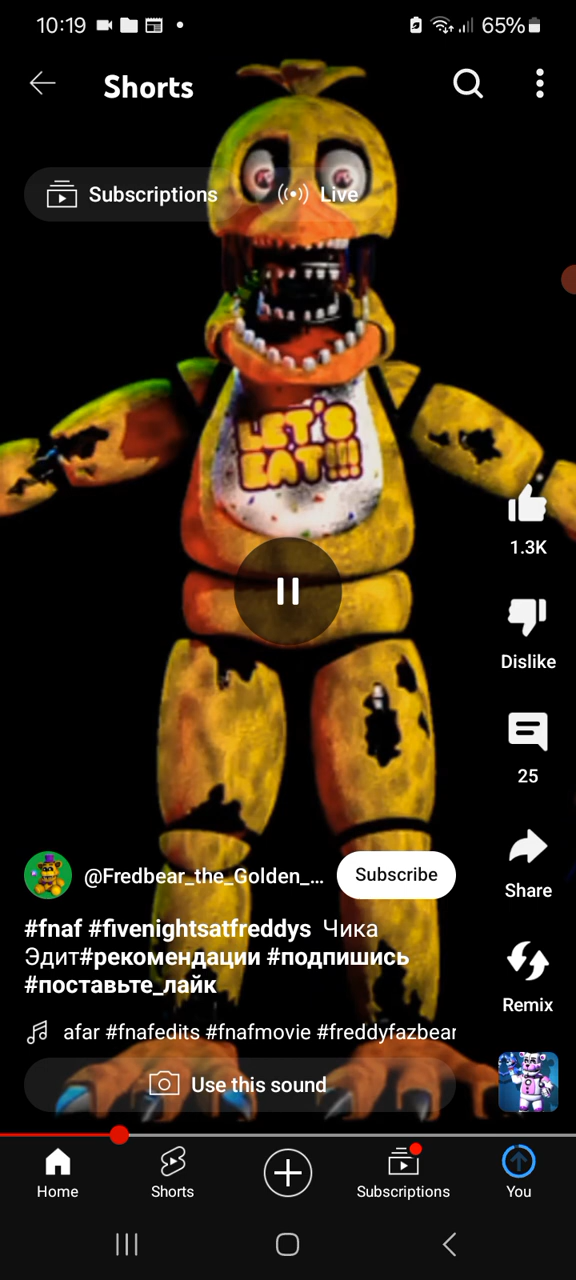 10:19
65%
Shorts
Subscriptions
Live
LET'S
EAT!!!
1.3K
Dislike
25
@Fredbear_the_Golden_...
Subscribe
Share
#fnaf #fivenightsatfreddys Чика
Эдит#рекомендации #подпишись
#поставьте_лайк
Remix
afar #fnafedits #fnafmovie #freddyfazbear
Use this sound
Home
Shorts
Subscriptions
You